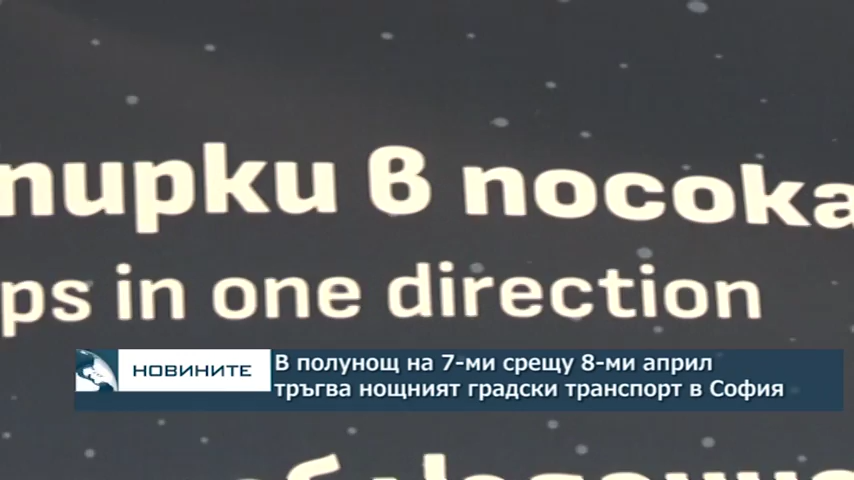 пирки в посока
ps in one direction
НОВИНИТЕ
В полунощ на 7-ми срещу 8-ми април
тръгва нощният градски транспорт в София